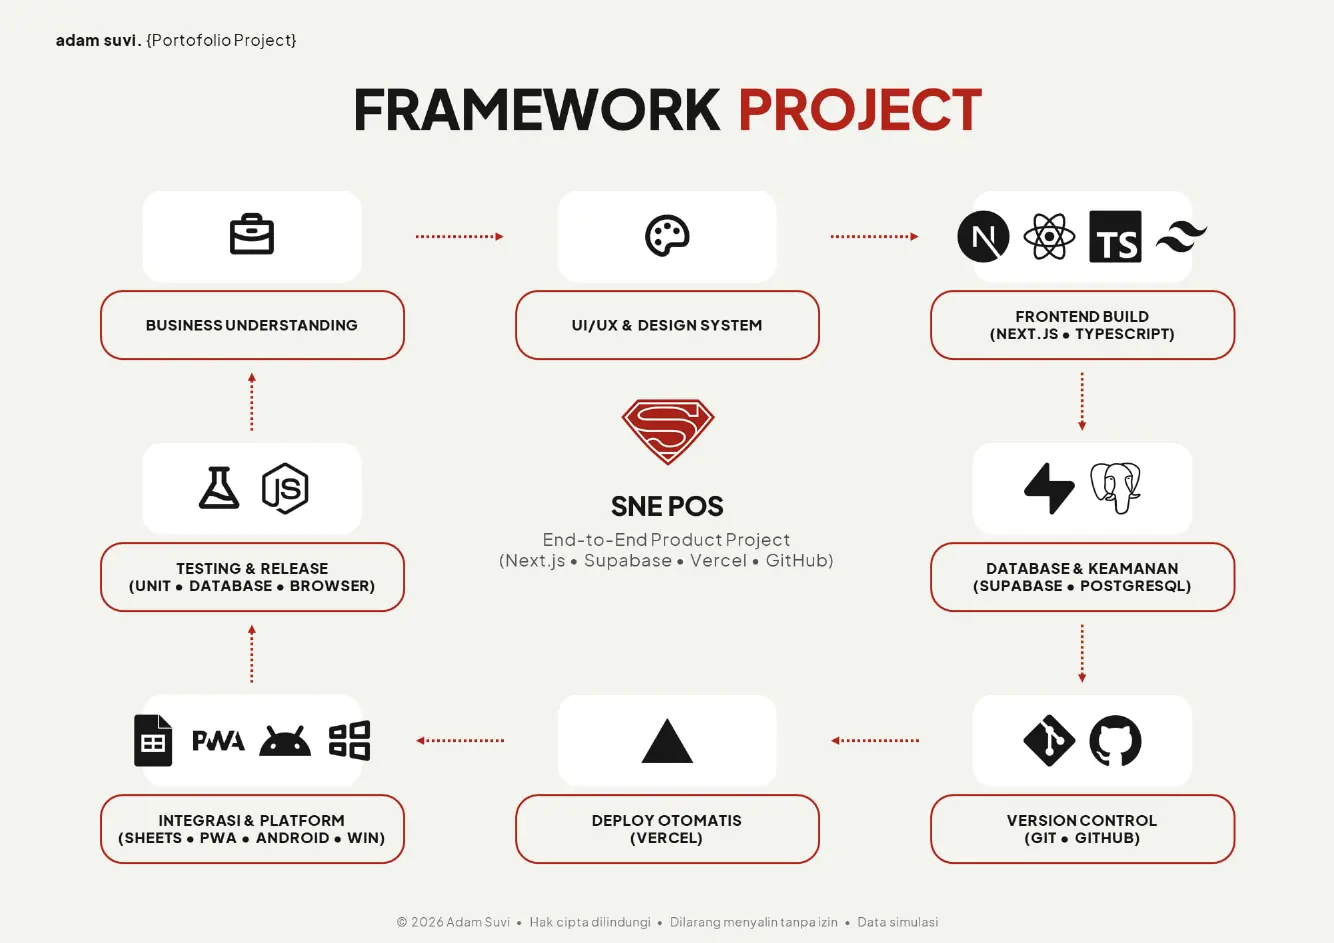 adam suvi. {Portofolio Project}
FRAMEWORK PROJECT
N
TS
BUSINESS UNDERSTANDING
UI/UX & DESIGN SYSTEM
FRONTEND BUILD
(NEXT.JS • TYPESCRIPT)
S
SNE POS
End-to-End Product Project
(Next.js • Supabase • Vercel • GitHub)
JS
TESTING & RELEASE
(UNIT • DATABASE • BROWSER)
DATABASE & KEAMANAN
(SUPABASE • POSTGRESQL)
PWA
INTEGRASI & PLATFORM
(SHEETS • PWA • ANDROID • WIN)
DEPLOY OTOMATIS
(VERCEL)
VERSION CONTROL
(GIT • GITHUB)
© 2026 Adam Suvi • Hak cipta dilindungi • Dilarang menyalin tanpa izin • Data simulasi